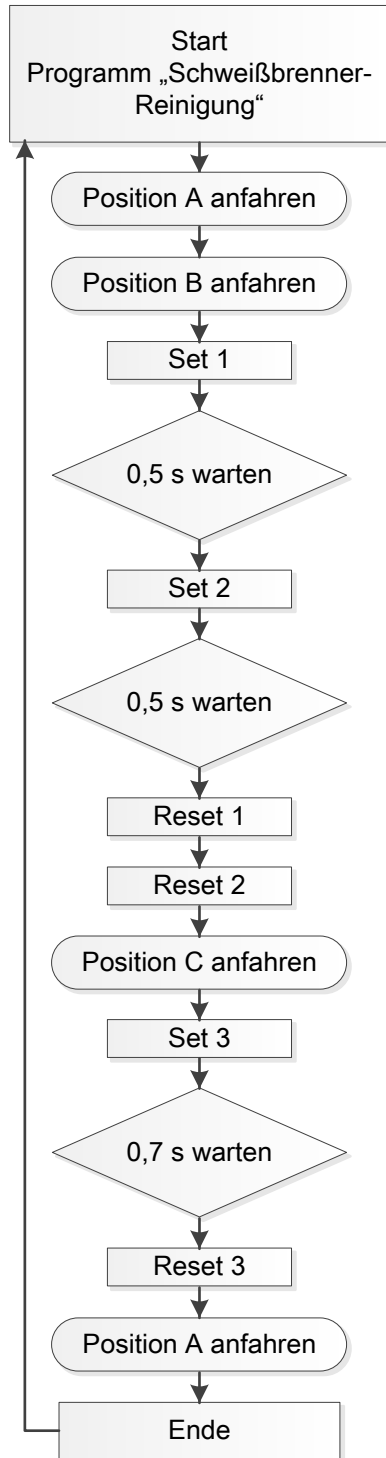 Start
Programm „Schweißbrenner-
Reinigung“
Position A anfahren
Position B anfahren
Set 1
0,5 s warten
Set 2
0,5 s warten
Reset 1
Reset 2
Position C anfahren
Set 3
0,7 s warten
Reset 3
Position A anfahren
Ende